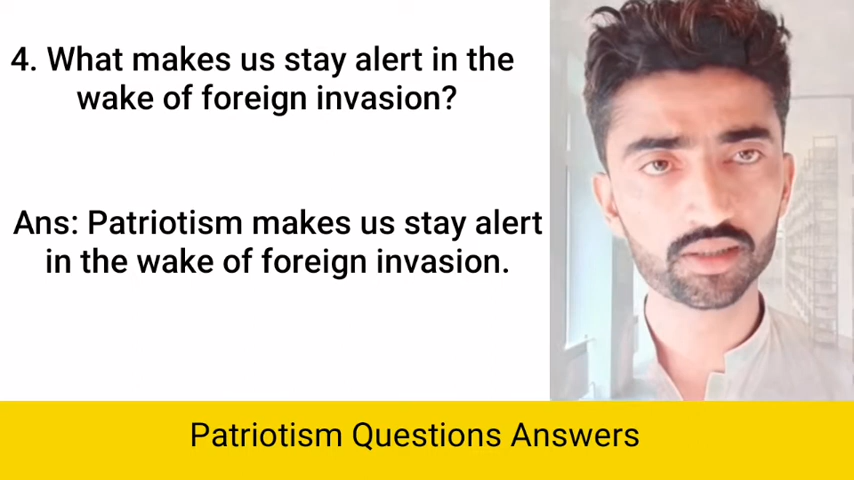 4. What makes us stay alert in the
wake of foreign invasion?
Ans: Patriotism makes us stay alert
in the wake of foreign invasion.
Patriotism Questions Answers